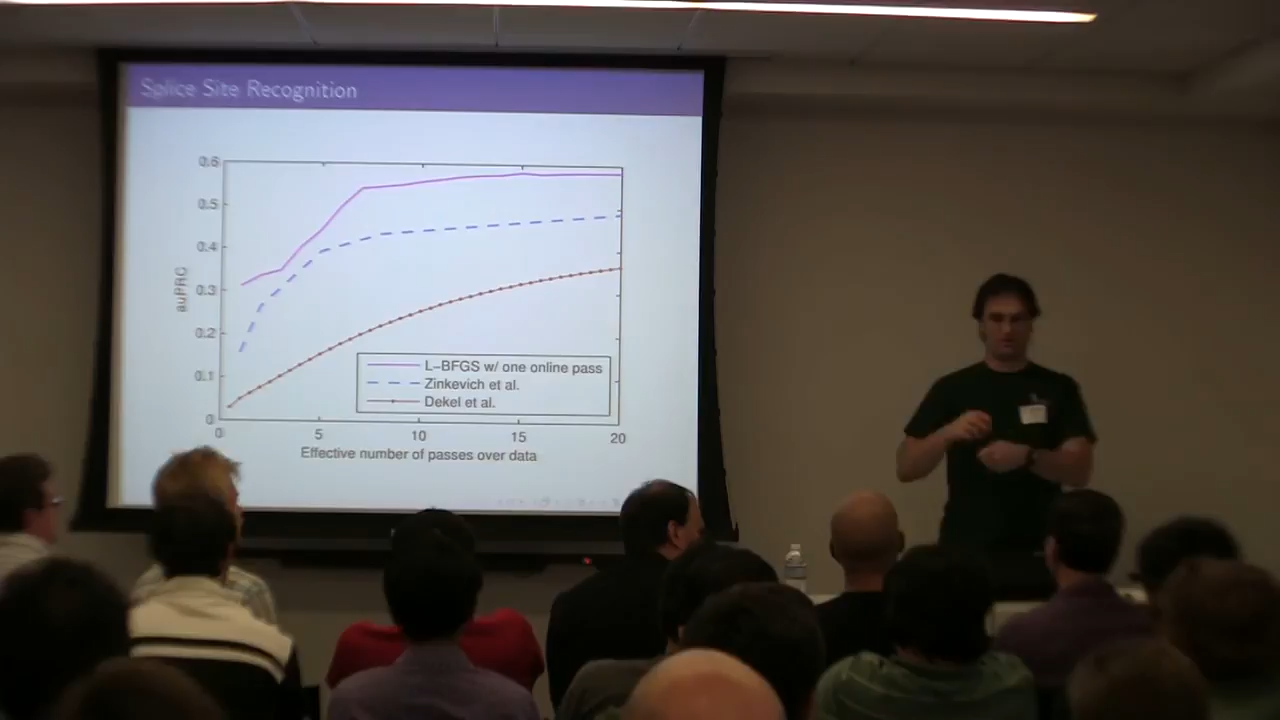 Splice Site Recognition
0.6
0.5
0.4
0.3
0.2
0.1
0
auPRC
0 5 10 15 20
Effective number of passes over data
L-BFGS w/ one online pass
Zinkevich et al.
Dekel et al.